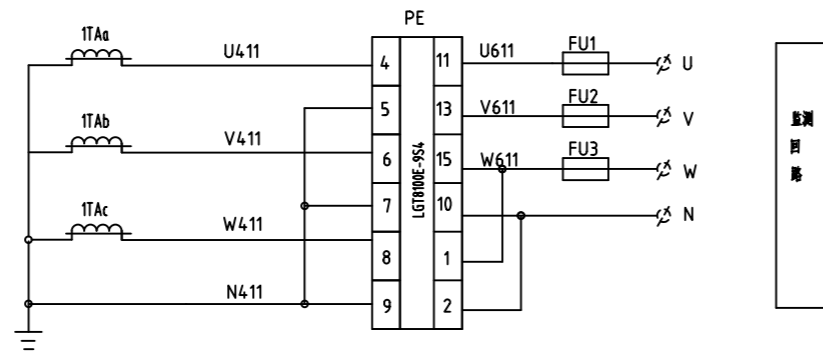 PE
1TAa
U411
4
11
U611
FU1
U
5
13
V611
FU2
V
1TAb
V411
6
15
W611
FU3
W
LGT8100E-9S4
7
10
N
1TAc
W411
8
1
N411
9
2
监测
回
路